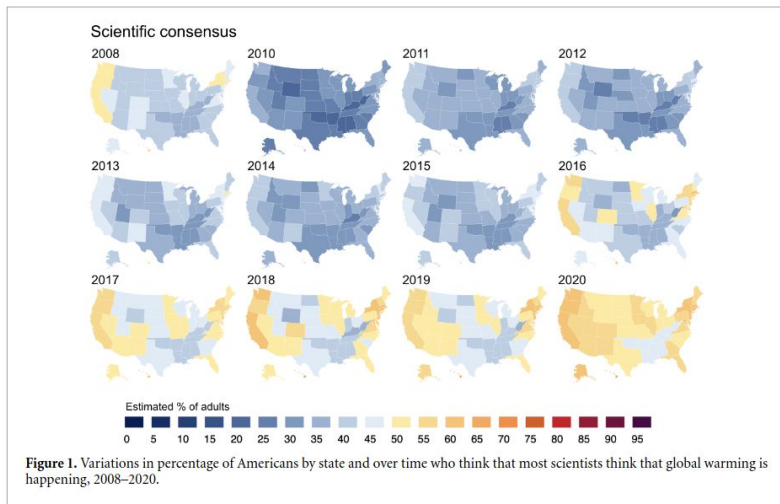 Scientific consensus
2008 2010 2011 2012
2013 2014 2015 2016
2017 2018 2019 2020
Estimated % of adults
0 5 10 15 20 25 30 35 40 45 50 55 60 65 70 75 80 85 90 95
Figure 1. Variations in percentage of Americans by state and over time who think that most scientists think that global warming is
happening, 2008–2020.